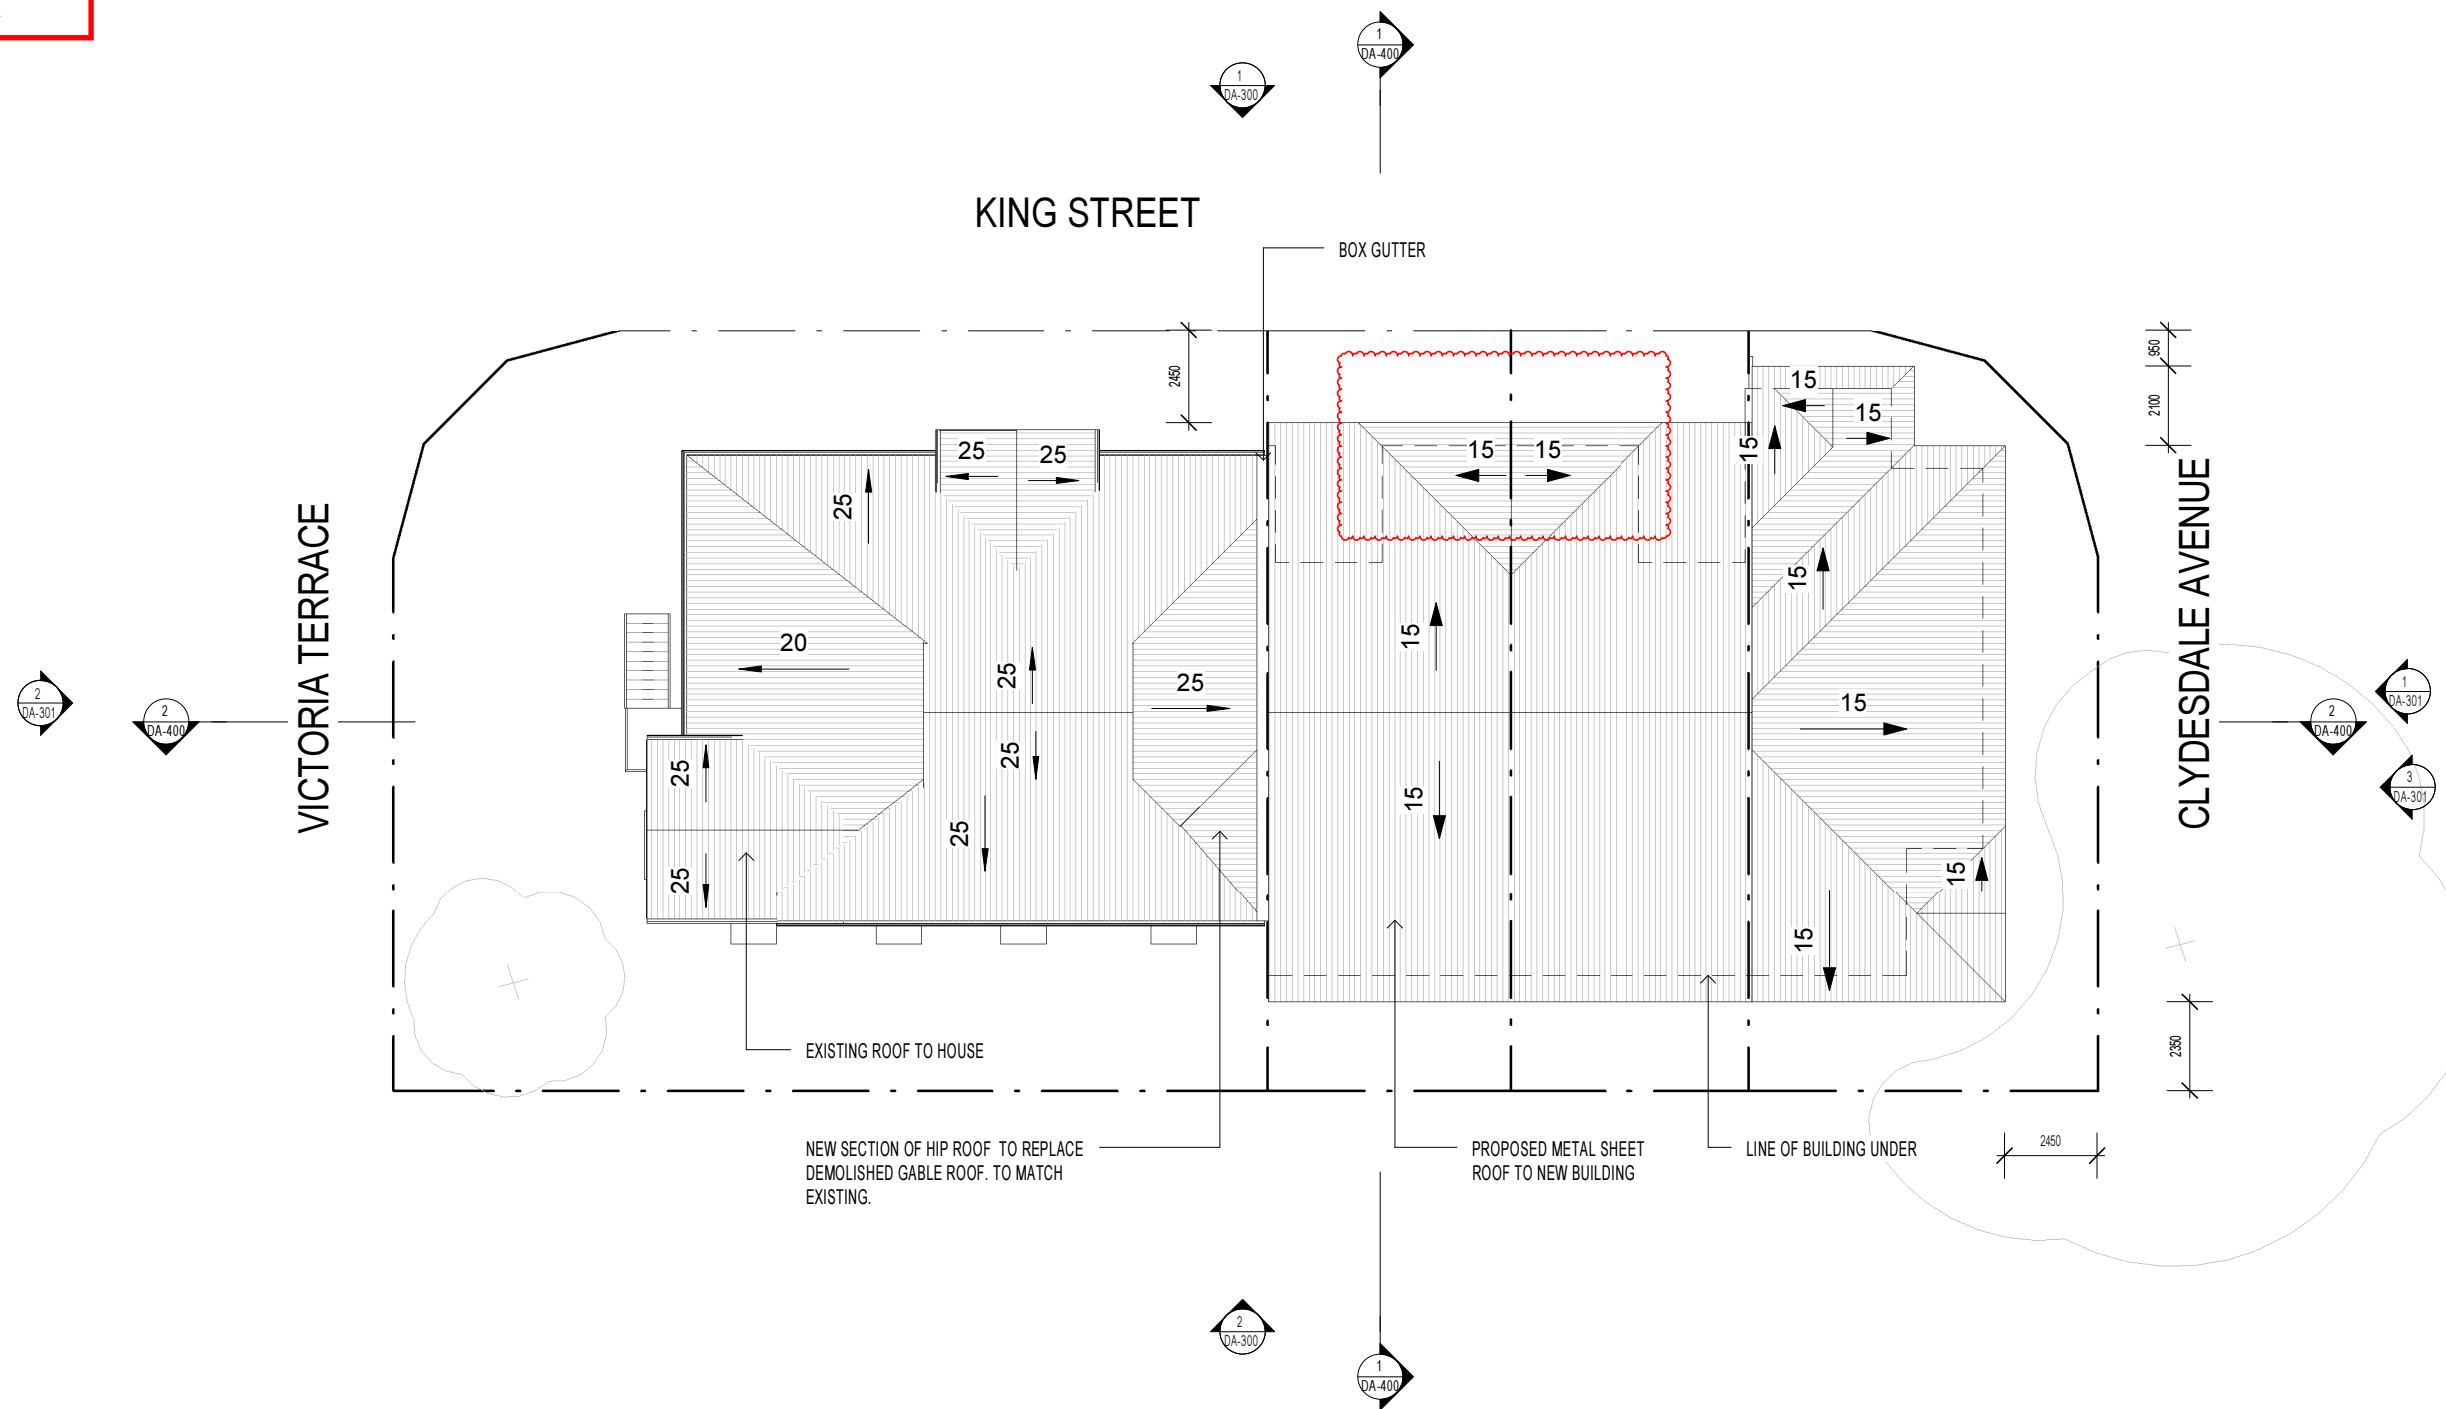 1
DA-400
1
DA-300
KING STREET
BOX GUTTER
2450
950
2100
15
15
15
15
15
25
25
25
VICTORIA TERRACE
CLYDESDALE AVENUE
20
25
25
25
15
15
15
2
DA-301
2
DA-400
1
DA-301
2
DA-400
3
DA-301
25
25
25
25
15
15
15
2350
EXISTING ROOF TO HOUSE
NEW SECTION OF HIP ROOF TO REPLACE
DEMOLISHED GABLE ROOF. TO MATCH
EXISTING.
PROPOSED METAL SHEET
ROOF TO NEW BUILDING
LINE OF BUILDING UNDER
2450
2
DA-300
1
DA-400